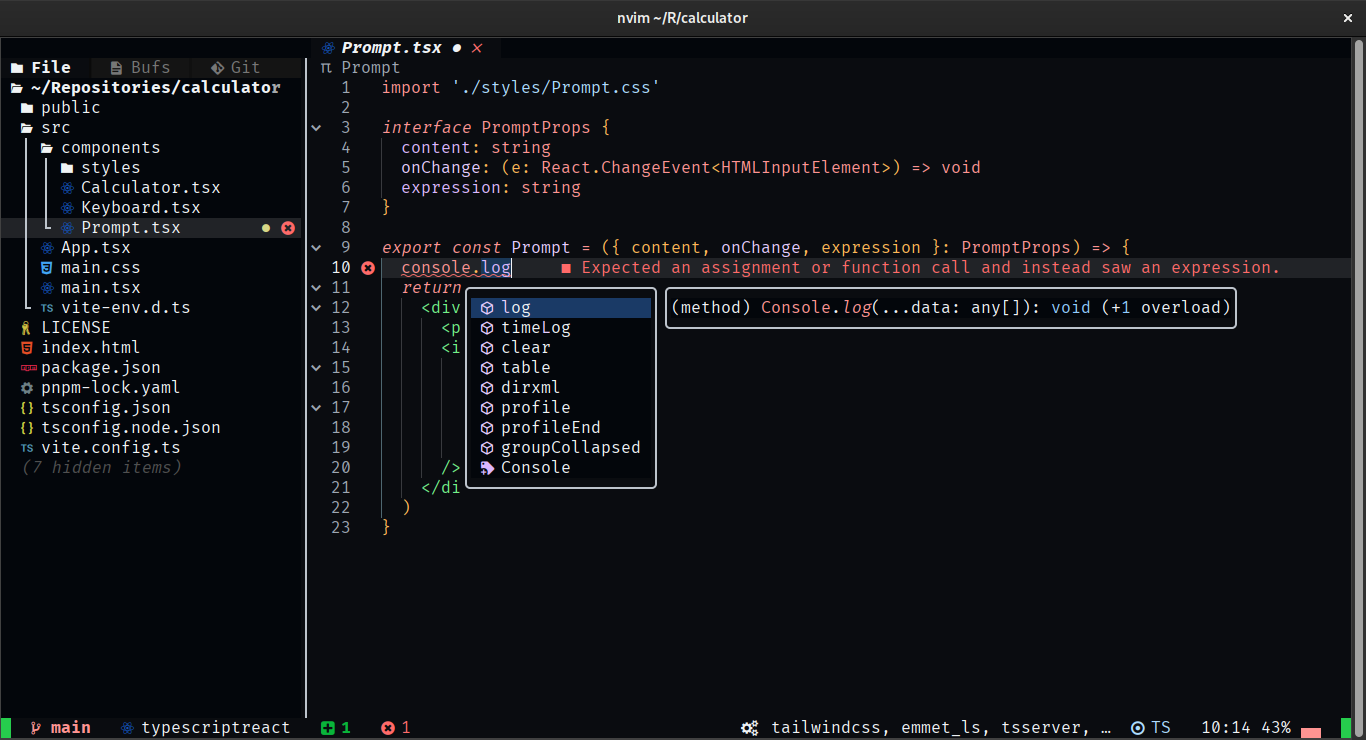 nvim ~/R/calculator
File Bufs Git
~/Repositories/calculator
public
src
components
styles
Calculator.tsx
Keyboard.tsx
Prompt.tsx
App.tsx
main.css
main.tsx
TS vite-env.d.ts
LICENSE
index.html
package.json
pnpm-lock.yaml
{} tsconfig.json
{} tsconfig.node.json
TS vite.config.ts
(7 hidden items)
Prompt.tsx ● ×
π Prompt
1 import './styles/Prompt.css'
2
3 interface PromptProps {
4 content: string
5 onChange: (e: React.ChangeEvent<HTMLInputElement>) => void
6 expression: string
7 }
8
9 export const Prompt = ({ content, onChange, expression }: PromptProps) => {
10 console.log ■ Expected an assignment or function call and instead saw an expression.
11 return
12 <div
13 <p
14 <i
15
16
17
18
19
20 />
21 </di
22 )
23 }
log
timeLog
clear
table
dirxml
profile
profileEnd
groupCollapsed
Console
(method) Console.log(...data: any[]): void (+1 overload)
main typescriptreact 1 1 tailwindcss, emmet_ls, tsserver, … TS 10:14 43%